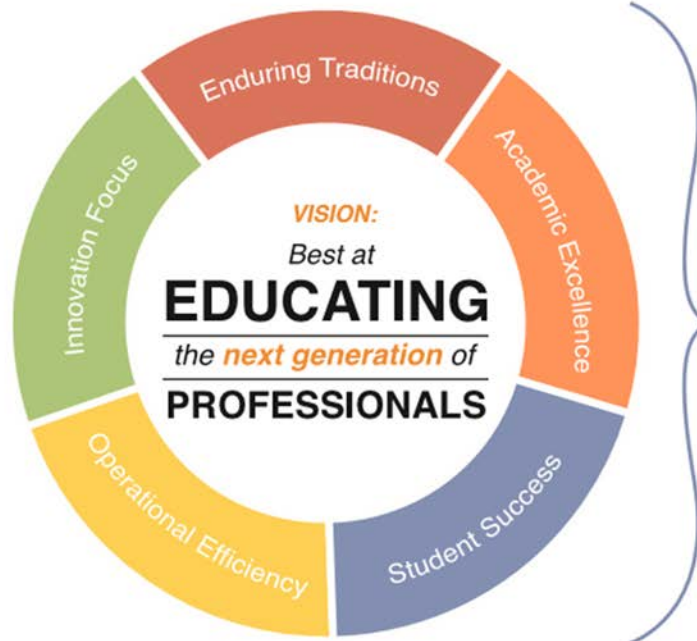 Enduring Traditions
Academic Excellence
Student Success
Operational Efficiency
Innovation Focus
VISION:
Best at
EDUCATING
the next generation of
PROFESSIONALS